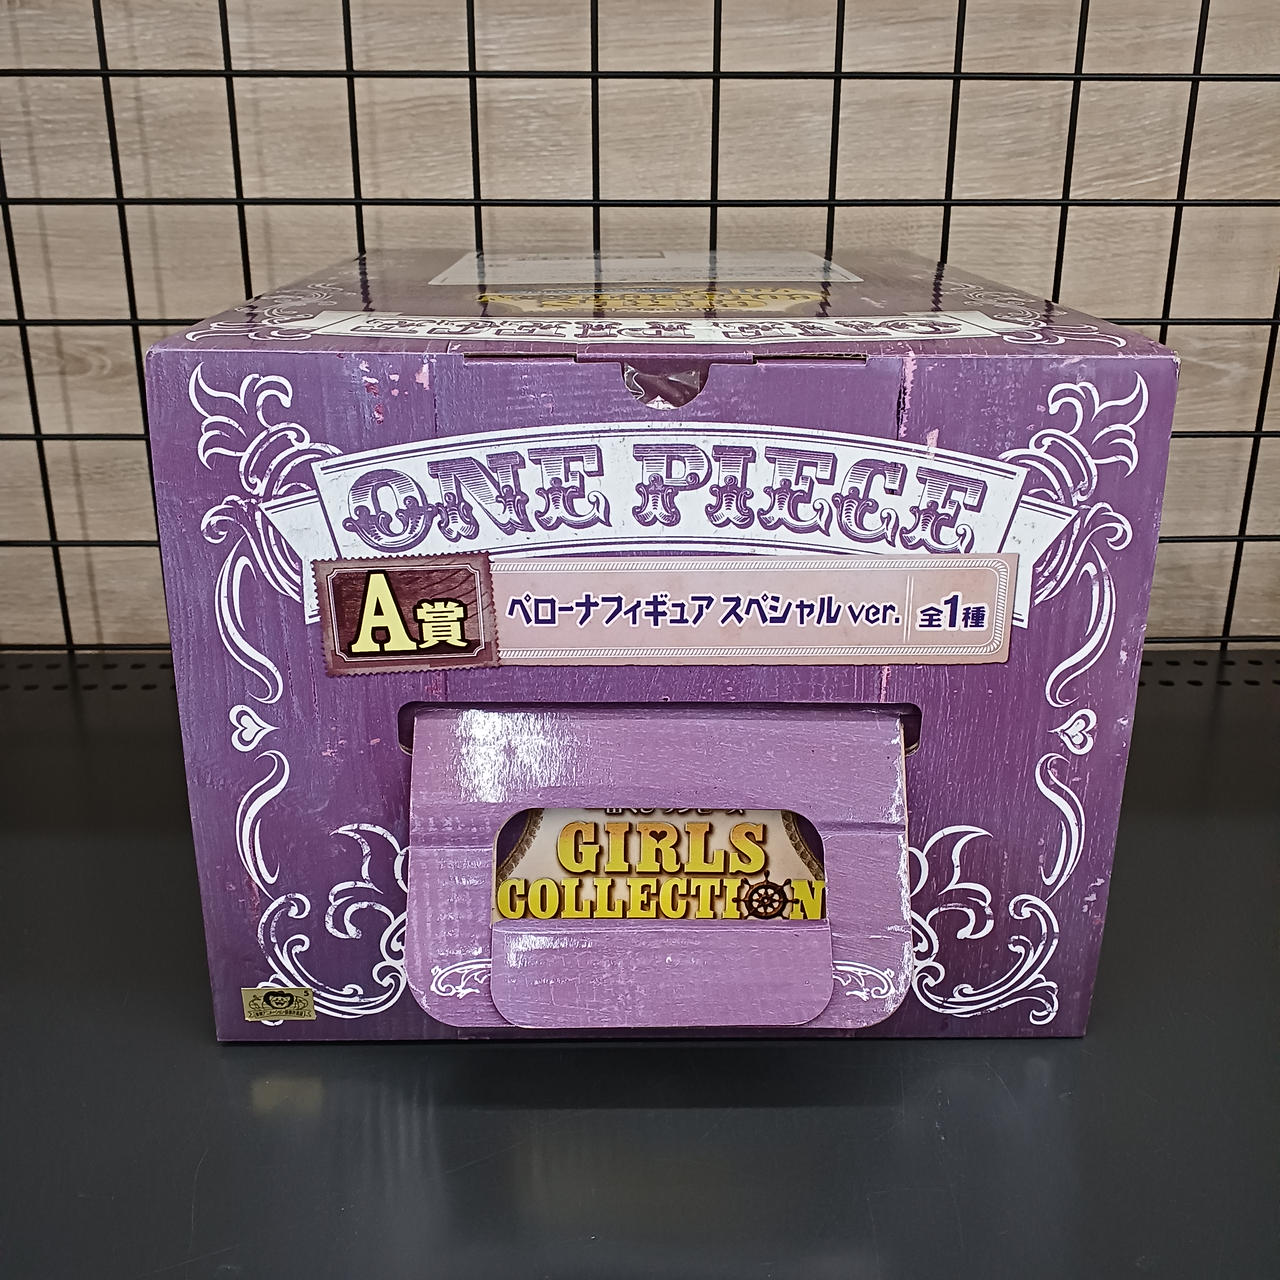 ONE PIECE
A賞
ペローナフィギュア スペシャル ver.
全1種
GIRLS
COLLECTION